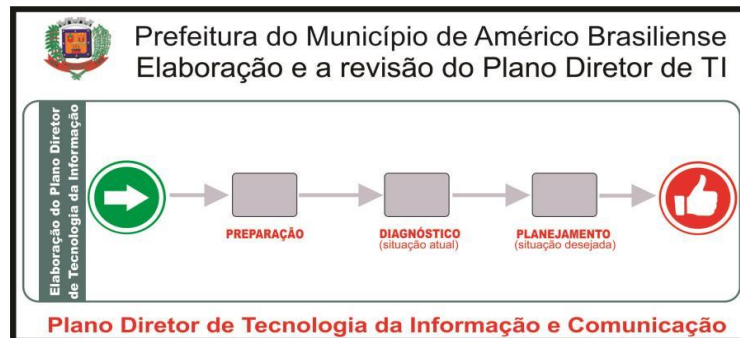 Prefeitura do Município de Américo Brasiliense
Elaboração e a revisão do Plano Diretor de TI
Elaboração do Plano Diretor
de Tecnologia da Informação
PREPARAÇÃO
DIAGNÓSTICO
(situação atual)
PLANEJAMENTO
(situação desejada)
Plano Diretor de Tecnologia da Informação e Comunicação